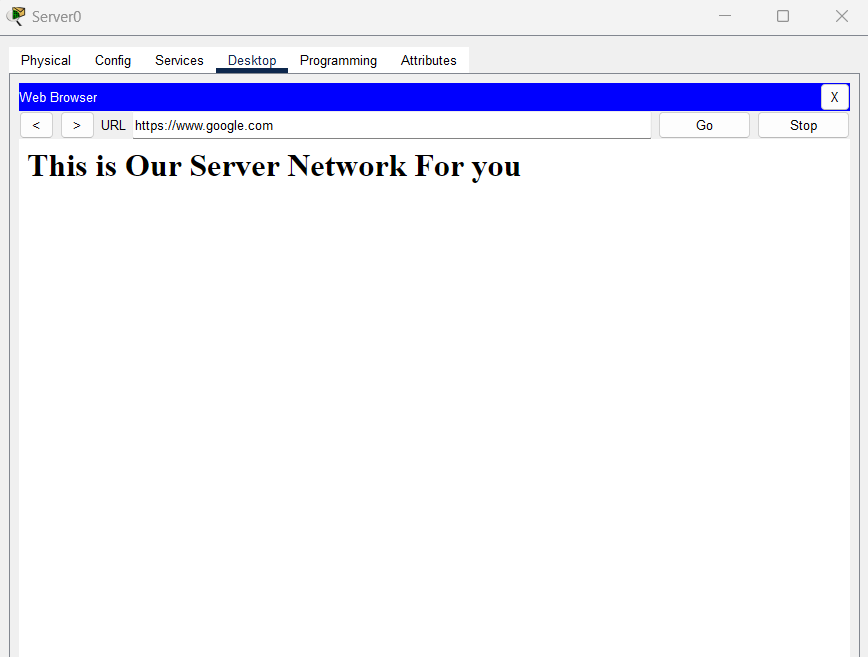 Server0
Physical Config Services Desktop Programming Attributes
Web Browser X
< > URL https://www.google.com Go Stop
This is Our Server Network For you